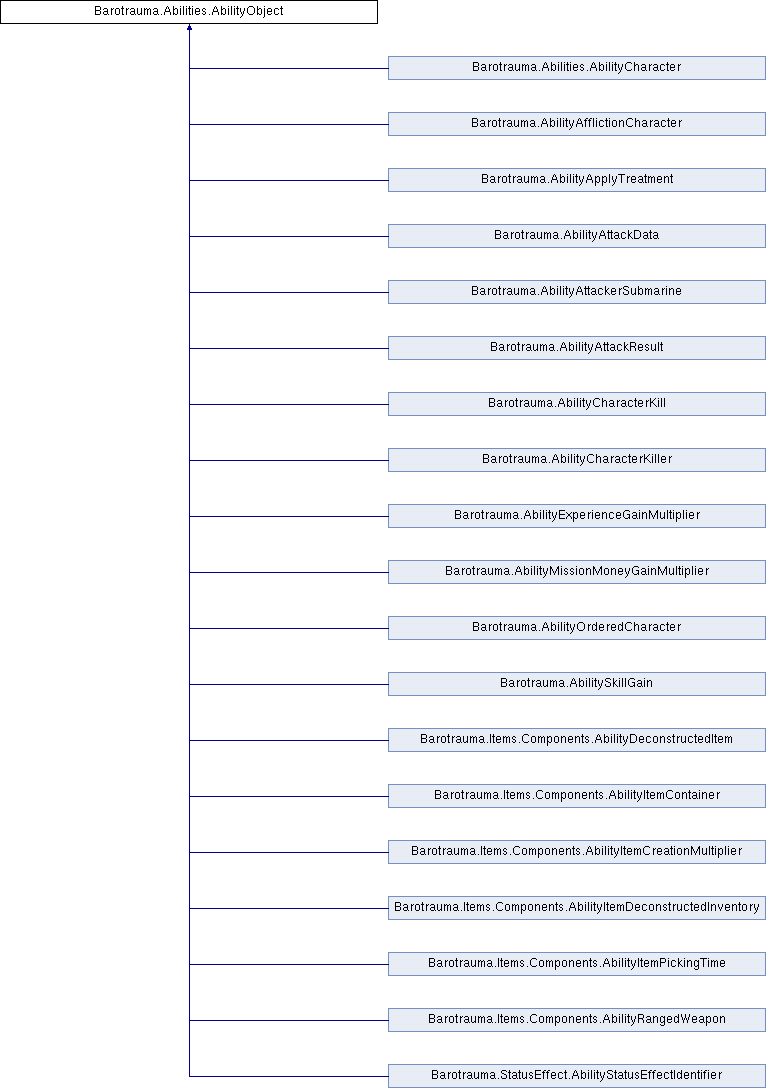 Barotrauma.Abilities.AbilityObject
Barotrauma.Abilities.AbilityCharacter
Barotrauma.AbilityAfflictionCharacter
Barotrauma.AbilityApplyTreatment
Barotrauma.AbilityAttackData
Barotrauma.AbilityAttackerSubmarine
Barotrauma.AbilityAttackResult
Barotrauma.AbilityCharacterKill
Barotrauma.AbilityCharacterKiller
Barotrauma.AbilityExperienceGainMultiplier
Barotrauma.AbilityMissionMoneyGainMultiplier
Barotrauma.AbilityOrderedCharacter
Barotrauma.AbilitySkillGain
Barotrauma.Items.Components.AbilityDeconstructedItem
Barotrauma.Items.Components.AbilityItemContainer
Barotrauma.Items.Components.AbilityItemCreationMultiplier
Barotrauma.Items.Components.AbilityItemDeconstructedInventory
Barotrauma.Items.Components.AbilityItemPickingTime
Barotrauma.Items.Components.AbilityRangedWeapon
Barotrauma.StatusEffect.AbilityStatusEffectIdentifier